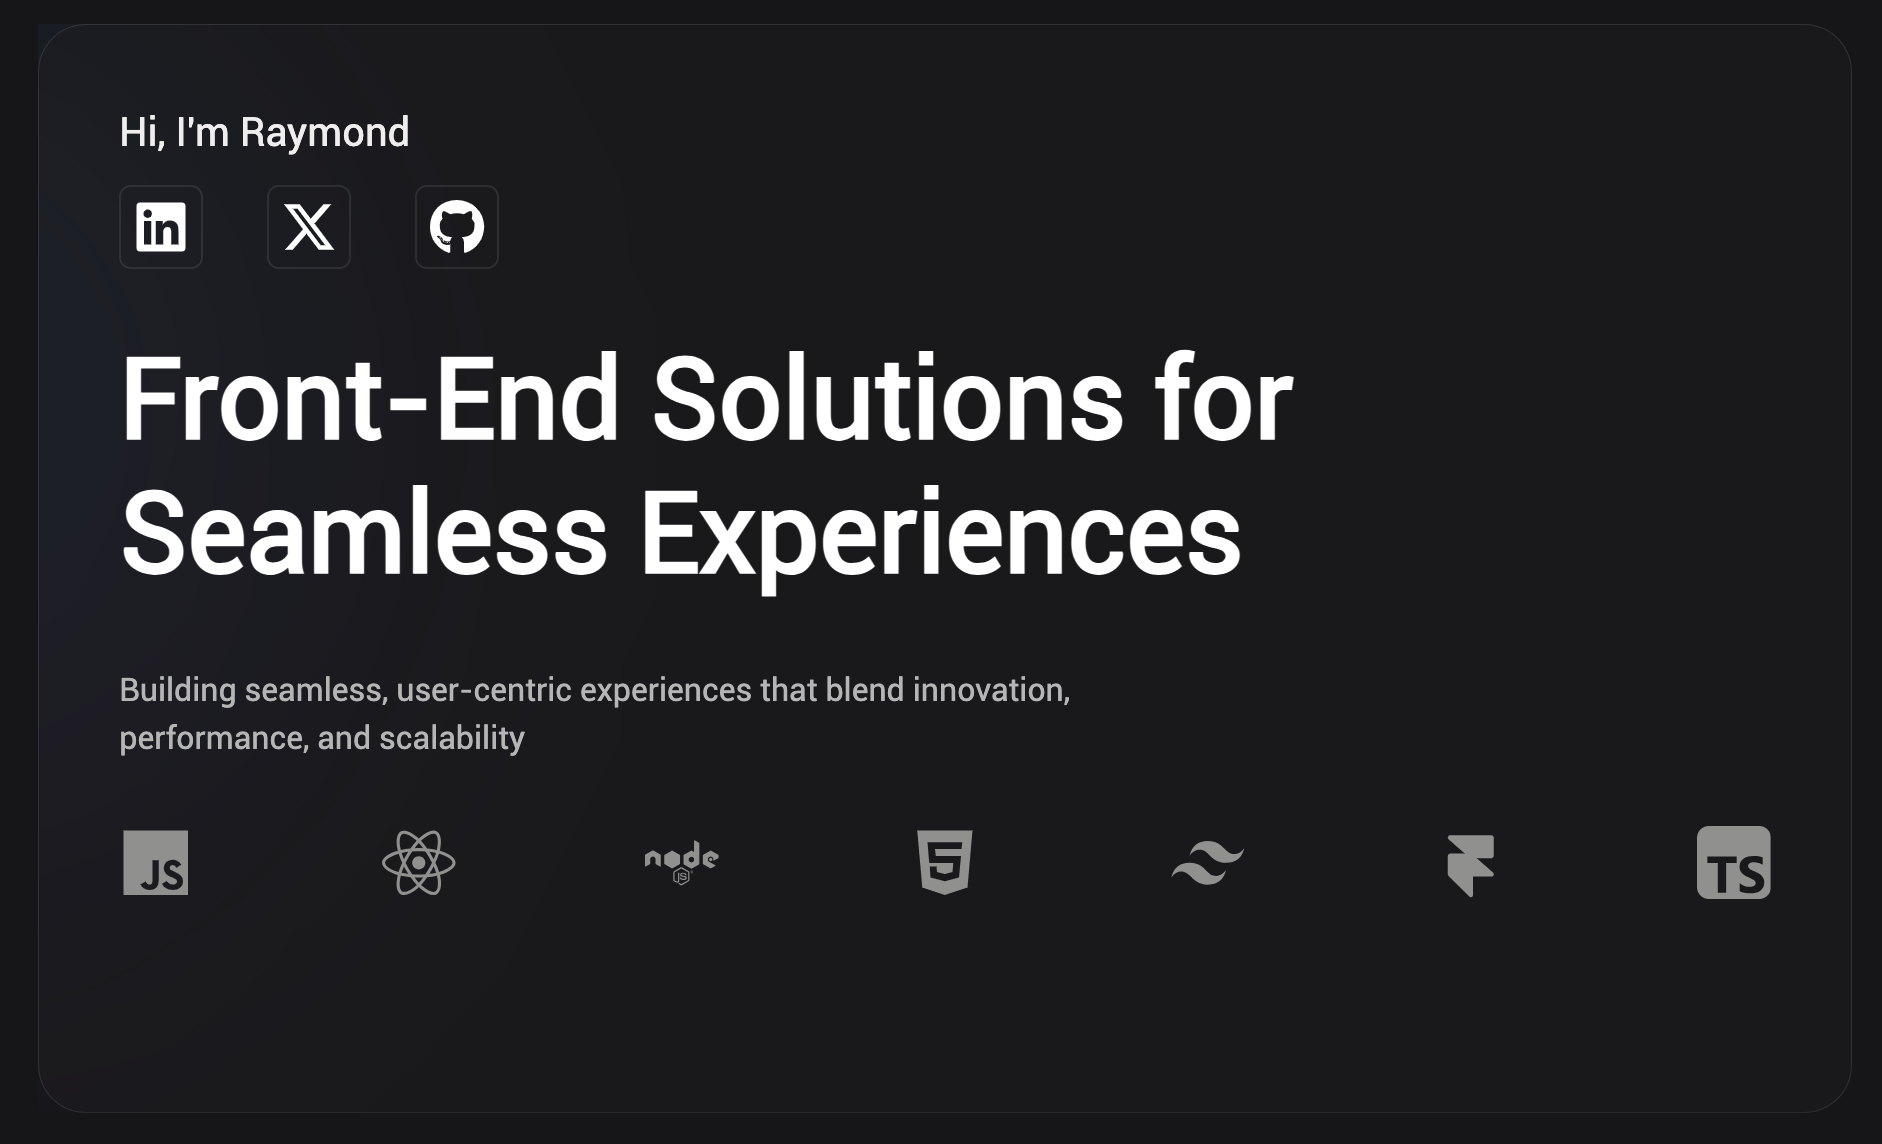 Hi, I'm Raymond
in
Front-End Solutions for
Seamless Experiences
Building seamless, user-centric experiences that blend innovation,
performance, and scalability
JS
node
JS
5
TS